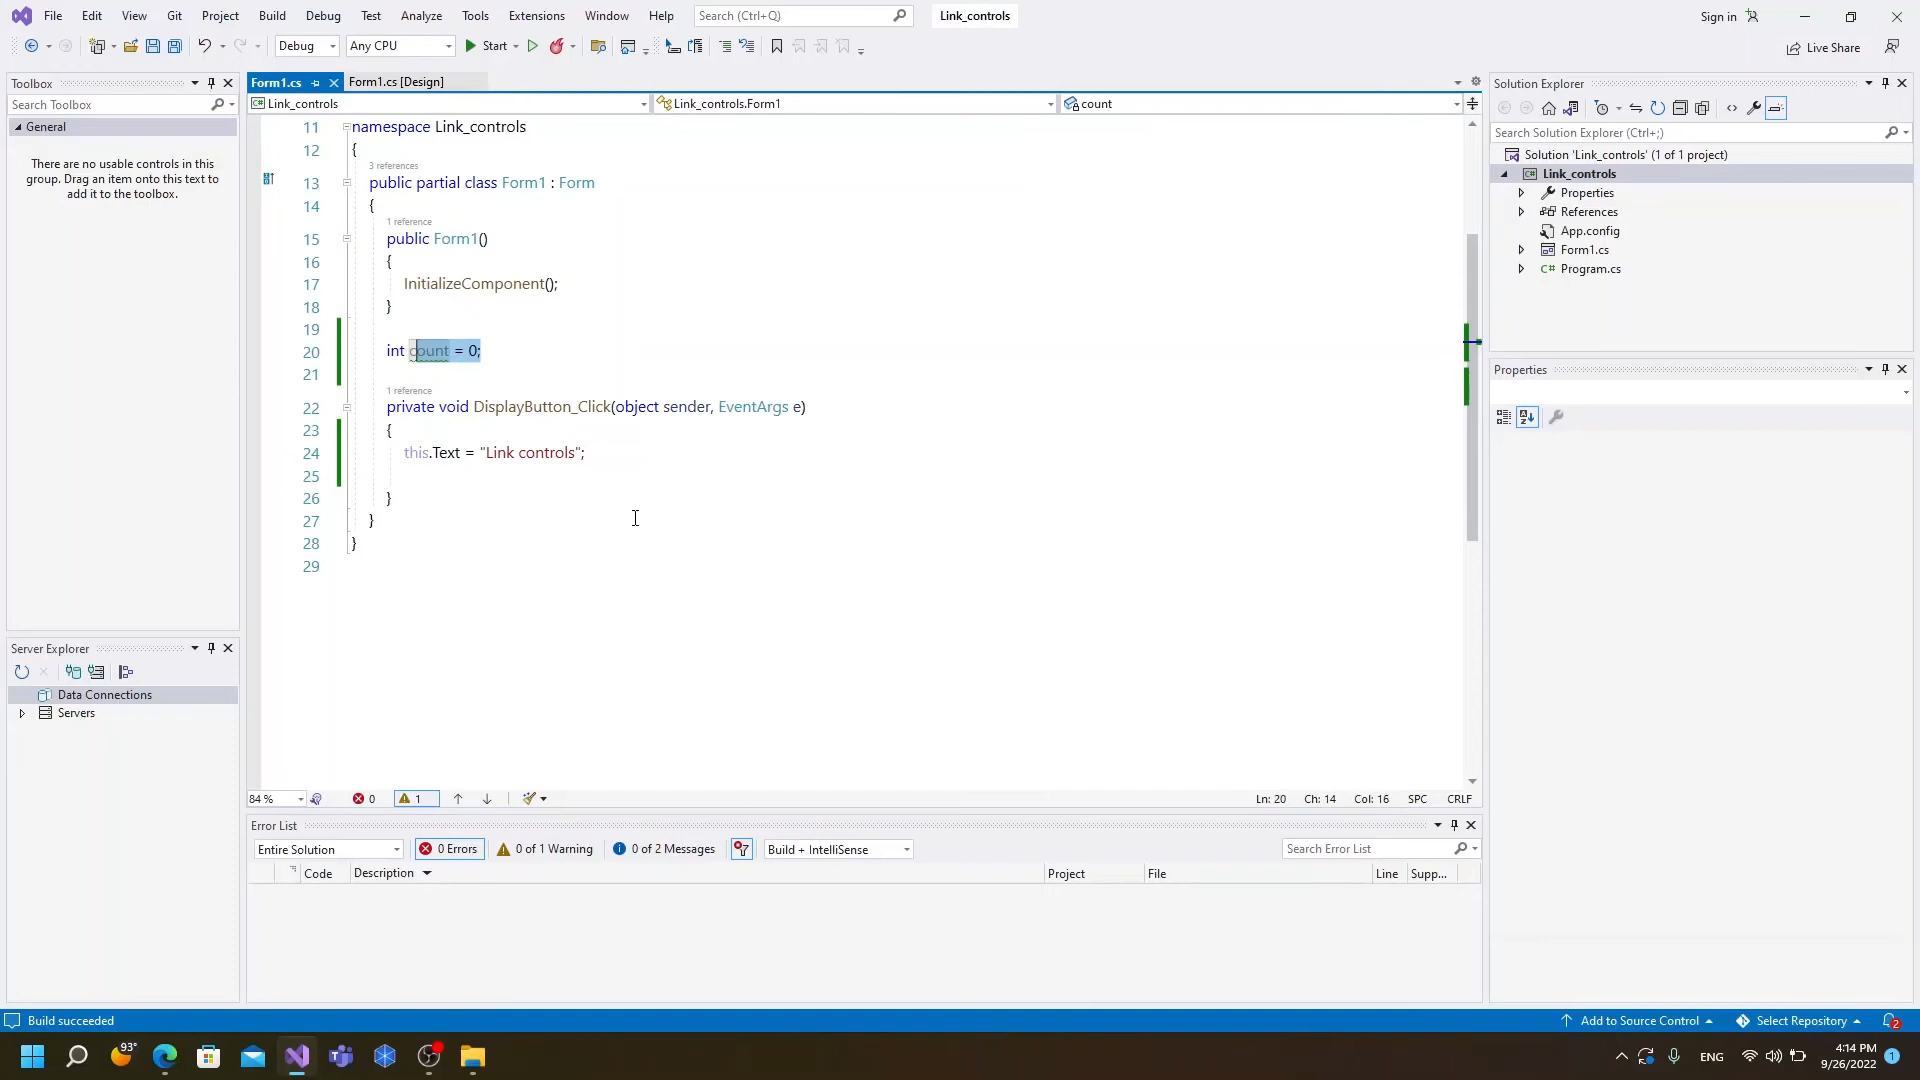 File Edit View Git Project Build Debug Test Analyze Tools Extensions Window Help Search (Ctrl+Q) Link_controls Sign in
Debug Any CPU Start Live Share
Toolbox
Search Toolbox
General
There are no usable controls in this
group. Drag an item onto this text to
add it to the toolbox.
Server Explorer
Data Connections
Servers
Form1.cs Form1.cs [Design]
Link_controls Link_controls.Form1 count
11 namespace Link_controls
12 {
3 references
13 public partial class Form1 : Form
14 {
1 reference
15 public Form1()
16 {
17 InitializeComponent();
18 }
19
20 int count = 0;
21
1 reference
22 private void DisplayButton_Click(object sender, EventArgs e)
23 {
24 this.Text = "Link controls";
25
26 }
27 }
28 }
29
84 % 0 1 Ln: 20 Ch: 14 Col: 16 SPC CRLF
Error List
Entire Solution 0 Errors 0 of 1 Warning 0 of 2 Messages Build + IntelliSense Search Error List
Code Description Project File Line Supp...
Solution Explorer
Search Solution Explorer (Ctrl+;)
Solution 'Link_controls' (1 of 1 project)
Link_controls
Properties
References
App.config
Form1.cs
C# Program.cs
Properties
Build succeeded Add to Source Control Select Repository 2
93° ENG 4:14 PM 1
9/26/2022